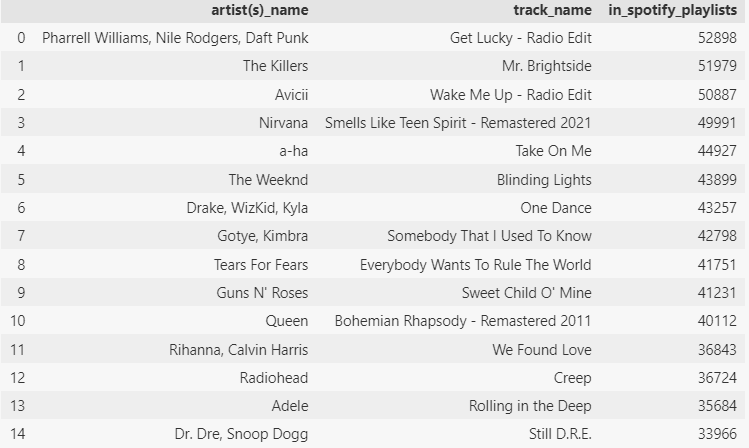 artist(s)_name track_name in_spotify_playlists
0 Pharrell Williams, Nile Rodgers, Daft Punk Get Lucky - Radio Edit 52898
1 The Killers Mr. Brightside 51979
2 Avicii Wake Me Up - Radio Edit 50887
3 Nirvana Smells Like Teen Spirit - Remastered 2021 49991
4 a-ha Take On Me 44927
5 The Weeknd Blinding Lights 43899
6 Drake, WizKid, Kyla One Dance 43257
7 Gotye, Kimbra Somebody That I Used To Know 42798
8 Tears For Fears Everybody Wants To Rule The World 41751
9 Guns N' Roses Sweet Child O' Mine 41231
10 Queen Bohemian Rhapsody - Remastered 2011 40112
11 Rihanna, Calvin Harris We Found Love 36843
12 Radiohead Creep 36724
13 Adele Rolling in the Deep 35684
14 Dr. Dre, Snoop Dogg Still D.R.E. 33966